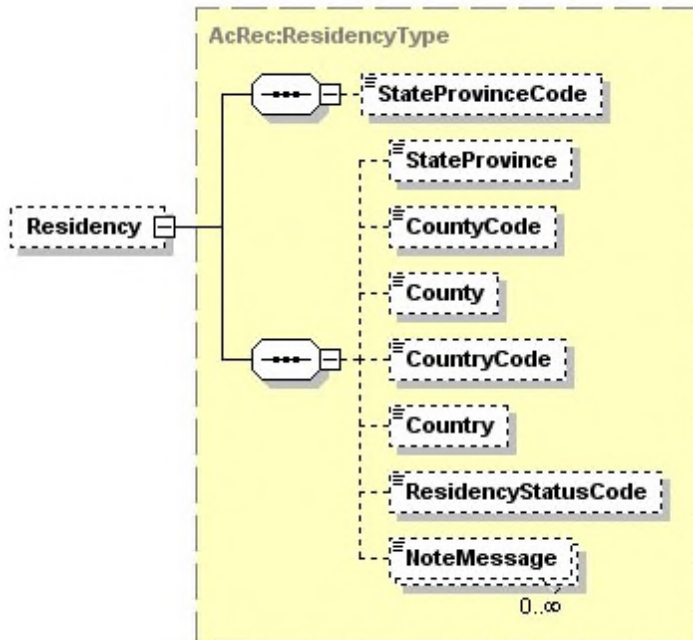 AcRec:ResidencyType
StateProvinceCode
StateProvince
Residency
CountyCode
County
CountryCode
Country
ResidencyStatusCode
NoteMessage
0..∞